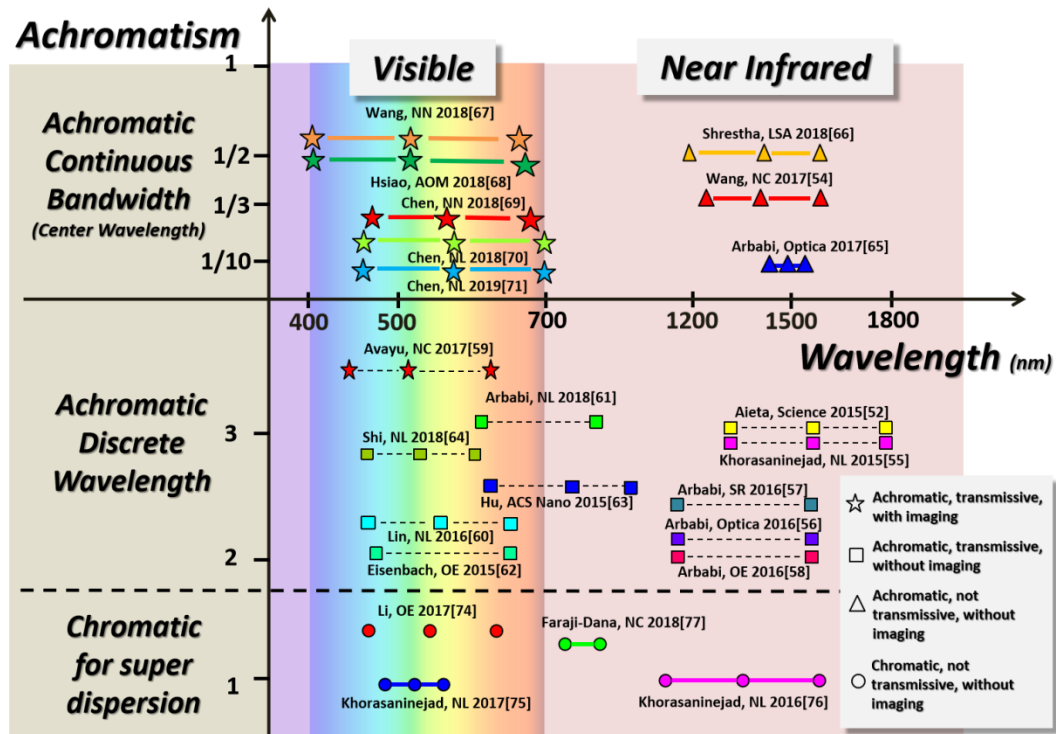 Achromatism
1
Visible
Near Infrared
Achromatic
Continuous
Bandwidth
(Center Wavelength)
1/2
1/3
1/10
Wang, NN 2018[67]
Hsiao, AOM 2018[68]
Chen, NN 2018[69]
Chen, NL 2018[70]
Chen, NL 2019[71]
Shrestha, LSA 2018[66]
Wang, NC 2017[54]
Arbabi, Optica 2017[65]
400
500
700
1200
1500
1800
Wavelength (nm)
Achromatic
Discrete
Wavelength
3
2
Avayu, NC 2017[59]
Arbabi, NL 2018[61]
Shi, NL 2018[64]
Hu, ACS Nano 2015[63]
Lin, NL 2016[60]
Eisenbach, OE 2015[62]
Aieta, Science 2015[52]
Khorasaninejad, NL 2015[55]
Arbabi, SR 2016[57]
Arbabi, Optica 2016[56]
Arbabi, OE 2016[58]
Chromatic
for super
dispersion
1
Li, OE 2017[74]
Faraji-Dana, NC 2018[77]
Khorasaninejad, NL 2017[75]
Khorasaninejad, NL 2016[76]
Achromatic, transmissive,
with imaging
Achromatic, transmissive,
without imaging
Achromatic, not
transmissive, without
imaging
Chromatic, not
transmissive, without
imaging